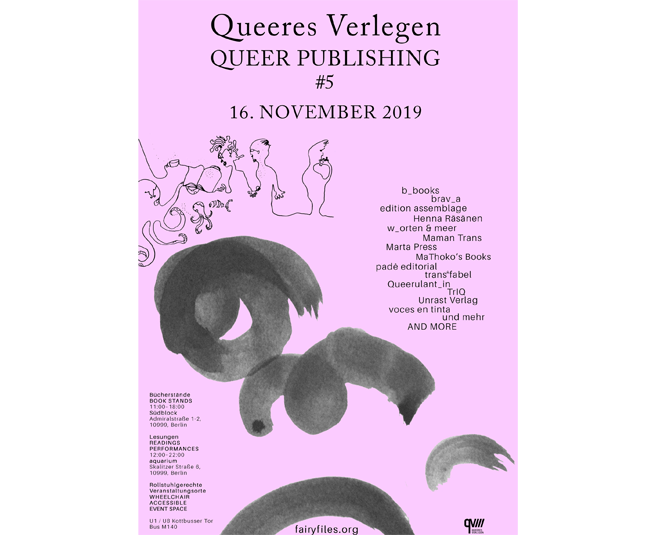 Queeres Verlegen
QUEER PUBLISHING
#5
16. NOVEMBER 2019
b_books
brav_a
edition assemblage
Henna Räsänen
w_orten & meer
Maman Trans
Marta Press
MaThoko's Books
padè editorial
trans*fabel
Queerulant_in
TriQ
Unrast Verlag
voces en tinta
und mehr
AND MORE
Bücherstände
BOOK STANDS
11:00-18:00
Südblock
Admiralstraße 1-2,
10999, Berlin
Lesungen
READINGS
PERFORMANCES
12:00-22:00
aquarium
Skalitzer Straße 6,
10999, Berlin
Rollstuhlgerechte
Veranstaltungsorte
WHEELCHAIR
ACCESSIBLE
EVENT SPACE
U1 / U8 Kottbusser Tor
Bus M140
fairyfiles.org